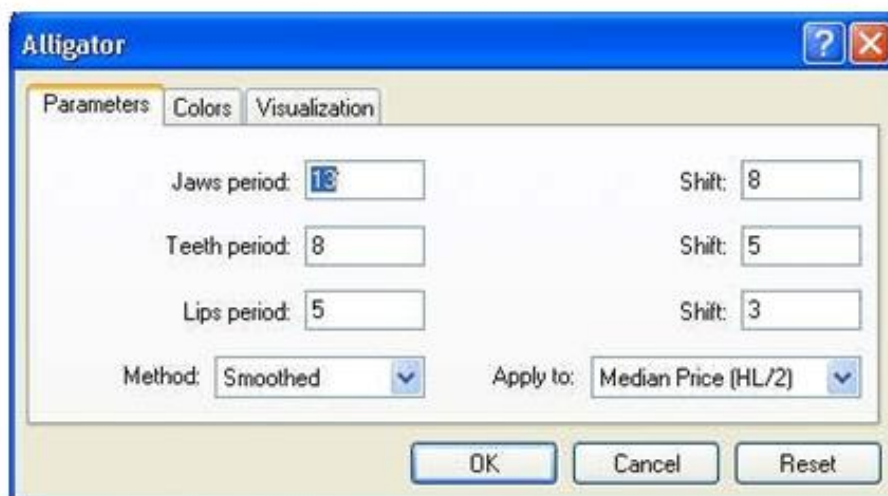 Alligator
Parameters Colors Visualization
Jaws period: 13 Shift: 8
Teeth period: 8 Shift: 5
Lips period: 5 Shift: 3
Method: Smoothed Apply to: Median Price (HL/2)
OK Cancel Reset